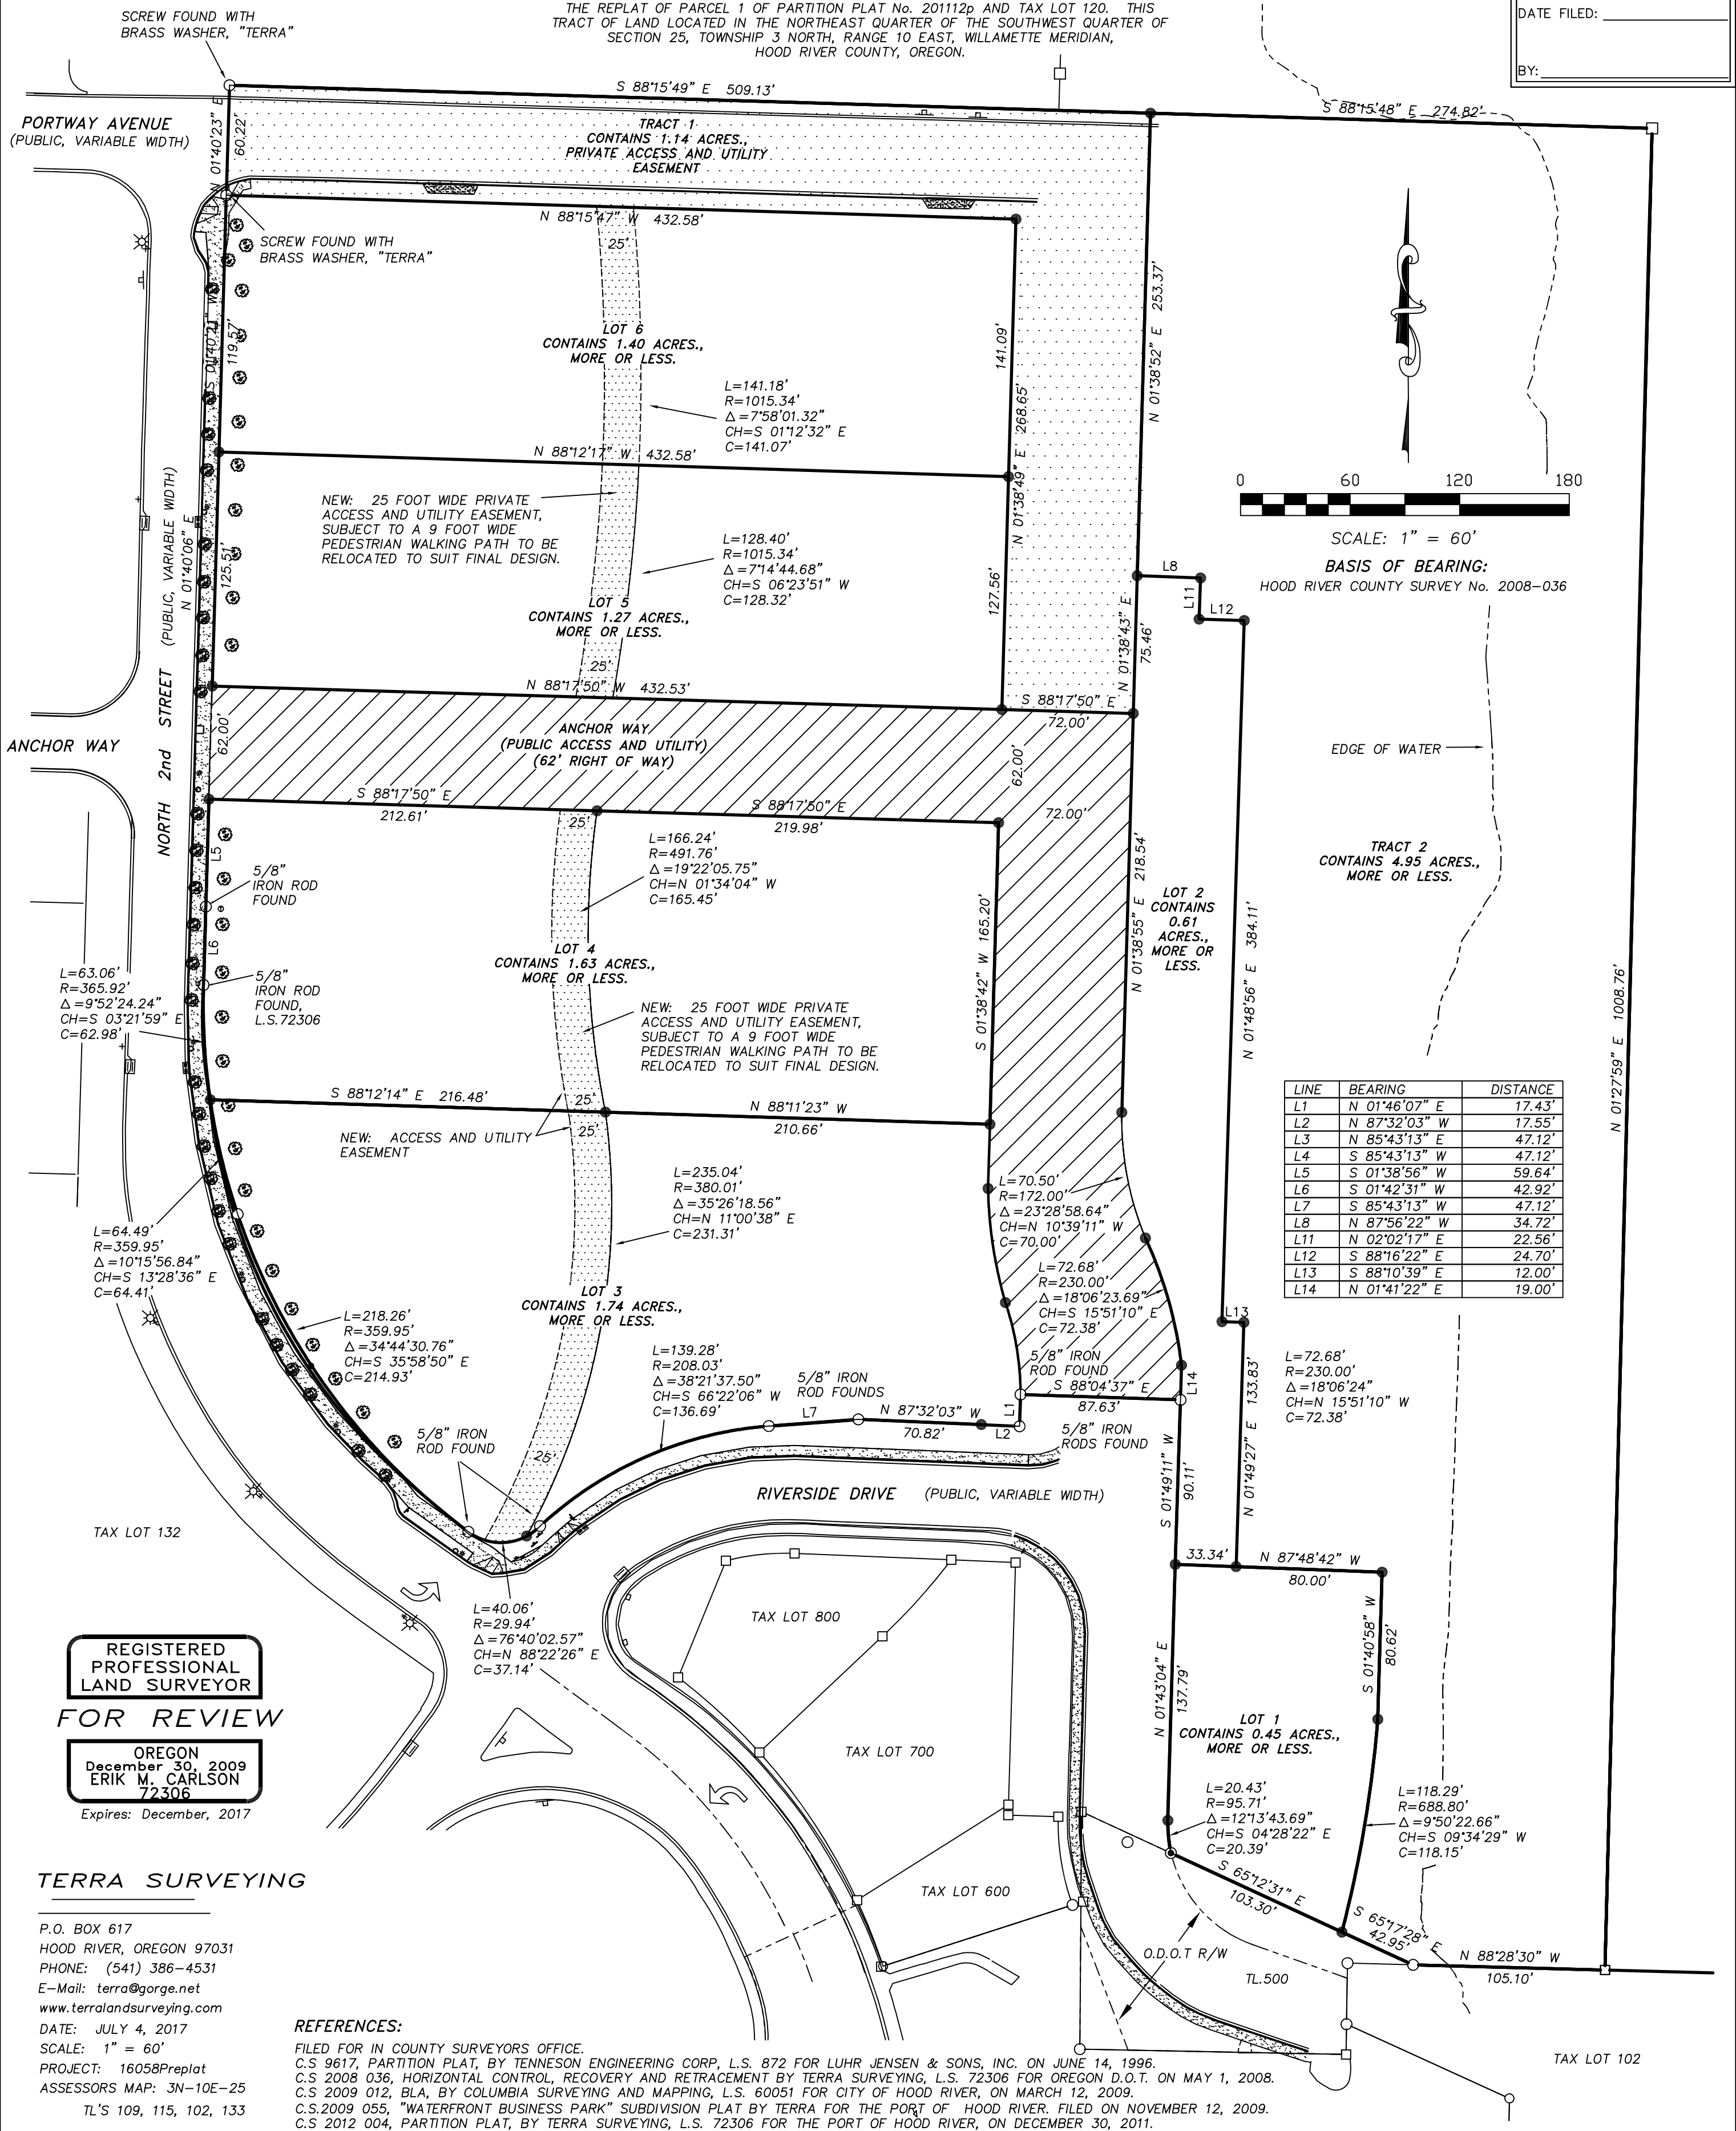 THE REPLAT OF PARCEL 1 OF PARTITION PLAT No. 201112p AND TAX LOT 120. THIS
TRACT OF LAND LOCATED IN THE NORTHEAST QUARTER OF THE SOUTHWEST QUARTER OF
SECTION 25, TOWNSHIP 3 NORTH, RANGE 10 EAST, WILLAMETTE MERIDIAN,
HOOD RIVER COUNTY, OREGON.
DATE FILED:
BY:
SCREW FOUND WITH
BRASS WASHER, "TERRA"
S 88°15'49" E 509.13'
S 88°15'48" E 274.82'
PORTWAY AVENUE
(PUBLIC, VARIABLE WIDTH)
N 01°40'23" E
60.22'
TRACT 1
CONTAINS 1.14 ACRES.,
PRIVATE ACCESS AND UTILITY
EASEMENT
N 88°15'47" W 432.58'
25'
SCREW FOUND WITH
BRASS WASHER, "TERRA"
S 01°40'21" W
119.57'
LOT 6
CONTAINS 1.40 ACRES.,
MORE OR LESS.
L=141.18'
R=1015.34'
Δ=7°58'01.32"
CH=S 01°12'32" E
C=141.07'
141.09'
N 01°38'49" E 268.65'
N 01°38'52" E 253.37'
N 88°12'17" W 432.58'
NEW: 25 FOOT WIDE PRIVATE
ACCESS AND UTILITY EASEMENT,
SUBJECT TO A 9 FOOT WIDE
PEDESTRIAN WALKING PATH TO BE
RELOCATED TO SUIT FINAL DESIGN.
L=128.40'
R=1015.34'
Δ=7°14'44.68"
CH=S 06°23'51" W
C=128.32'
LOT 5
CONTAINS 1.27 ACRES.,
MORE OR LESS.
25'
127.56'
N 01°40'06" E
125.51'
NORTH 2nd STREET (PUBLIC, VARIABLE WIDTH)
N 88°17'50" W 432.53'
S 88°17'50" E
72.00'
N 01°38'43" E
75.46'
L8
L11
L12
0 60 120 180
SCALE: 1" = 60'
BASIS OF BEARING:
HOOD RIVER COUNTY SURVEY No. 2008-036
ANCHOR WAY
62.00'
ANCHOR WAY
(PUBLIC ACCESS AND UTILITY)
(62' RIGHT OF WAY)
62.00'
EDGE OF WATER
S 88°17'50" E
212.61'
S 88°17'50" E
219.98'
72.00'
25'
L5
5/8"
IRON ROD
FOUND
L=166.24'
R=491.76'
Δ=19°22'05.75"
CH=N 01°34'04" W
C=165.45'
S 01°38'42" W 165.20'
N 01°38'55" E 218.54'
LOT 2
CONTAINS
0.61
ACRES.,
MORE OR
LESS.
N 01°48'56" E 384.11'
TRACT 2
CONTAINS 4.95 ACRES.,
MORE OR LESS.
N 01°27'59" E 1008.76'
L6
5/8"
IRON ROD
FOUND,
L.S.72306
L=63.06'
R=365.92'
Δ=9°52'24.24"
CH=S 03°21'59" E
C=62.98'
LOT 4
CONTAINS 1.63 ACRES.,
MORE OR LESS.
NEW: 25 FOOT WIDE PRIVATE
ACCESS AND UTILITY EASEMENT,
SUBJECT TO A 9 FOOT WIDE
PEDESTRIAN WALKING PATH TO BE
RELOCATED TO SUIT FINAL DESIGN.
S 88°12'14" E 216.48'
25'
25'
N 88°11'23" W
210.66'
NEW: ACCESS AND UTILITY
EASEMENT
LINE BEARING DISTANCE
L1 N 01°46'07" E 17.43'
L2 N 87°32'03" W 17.55'
L3 N 85°43'13" E 47.12'
L4 S 85°43'13" W 47.12'
L5 S 01°38'56" W 59.64'
L6 S 01°42'31" W 42.92'
L7 S 85°43'13" W 47.12'
L8 N 87°56'22" W 34.72'
L11 N 02°02'17" E 22.56'
L12 S 88°16'22" E 24.70'
L13 S 88°10'39" E 12.00'
L14 N 01°41'22" E 19.00'
L=235.04'
R=380.01'
Δ=35°26'18.56"
CH=N 11°00'38" E
C=231.31'
L=70.50'
R=172.00'
Δ=23°28'58.64"
CH=N 10°39'11" W
C=70.00'
L=64.49'
R=359.95'
Δ=10°15'56.84"
CH=S 13°28'36" E
C=64.41'
L=72.68'
R=230.00'
Δ=18°06'23.69"
CH=S 15°51'10" E
C=72.38'
LOT 3
CONTAINS 1.74 ACRES.,
MORE OR LESS.
L=218.26'
R=359.95'
Δ=34°44'30.76"
CH=S 35°58'50" E
C=214.93'
L=139.28'
R=208.03'
Δ=38°21'37.50"
CH=S 66°22'06" W
C=136.69'
5/8" IRON
ROD FOUNDS
5/8" IRON
ROD FOUND
S 88°04'37" E
87.63'
L14
L13
L=72.68'
R=230.00'
Δ=18°06'24"
CH=N 15°51'10" W
C=72.38'
L7
N 87°32'03" W
70.82'
L1
L2
5/8" IRON
RODS FOUND
5/8" IRON
ROD FOUND
25'
S 01°49'11" W
90.11'
N 01°49'27" E 133.83'
RIVERSIDE DRIVE (PUBLIC, VARIABLE WIDTH)
TAX LOT 132
33.34'
N 87°48'42" W
80.00'
L=40.06'
R=29.94'
Δ=76°40'02.57"
CH=N 88°22'26" E
C=37.14'
TAX LOT 800
N 01°43'04" E
137.79'
S 01°40'58" W
80.62'
REGISTERED
PROFESSIONAL
LAND SURVEYOR
FOR REVIEW
OREGON
December 30, 2009
ERIK M. CARLSON
72306
Expires: December, 2017
TAX LOT 700
LOT 1
CONTAINS 0.45 ACRES.,
MORE OR LESS.
L=20.43'
R=95.71'
Δ=12°13'43.69"
CH=S 04°28'22" E
C=20.39'
L=118.29'
R=688.80'
Δ=9°50'22.66"
CH=S 09°34'29" W
C=118.15'
S 65°12'31" E
103.30'
S 65°17'28" E
42.95'
TAX LOT 600
O.D.O.T R/W
TL.500
N 88°28'30" W
105.10'
TAX LOT 102
TERRA SURVEYING
P.O. BOX 617
HOOD RIVER, OREGON 97031
PHONE: (541) 386-4531
E-Mail: terra@gorge.net
www.terralandsurveying.com
DATE: JULY 4, 2017
SCALE: 1" = 60'
PROJECT: 16058Preplat
ASSESSORS MAP: 3N-10E-25
TL'S 109, 115, 102, 133
REFERENCES:
FILED FOR IN COUNTY SURVEYORS OFFICE.
C.S 9617, PARTITION PLAT, BY TENNESON ENGINEERING CORP, L.S. 872 FOR LUHR JENSEN & SONS, INC. ON JUNE 14, 1996.
C.S 2008 036, HORIZONTAL CONTROL, RECOVERY AND RETRACEMENT BY TERRA SURVEYING, L.S. 72306 FOR OREGON D.O.T. ON MAY 1, 2008.
C.S 2009 012, BLA, BY COLUMBIA SURVEYING AND MAPPING, L.S. 60051 FOR CITY OF HOOD RIVER, ON MARCH 12, 2009.
C.S.2009 055, "WATERFRONT BUSINESS PARK" SUBDIVISION PLAT BY TERRA FOR THE PORT OF HOOD RIVER. FILED ON NOVEMBER 12, 2009.
C.S 2012 004, PARTITION PLAT, BY TERRA SURVEYING, L.S. 72306 FOR THE PORT OF HOOD RIVER, ON DECEMBER 30, 2011.